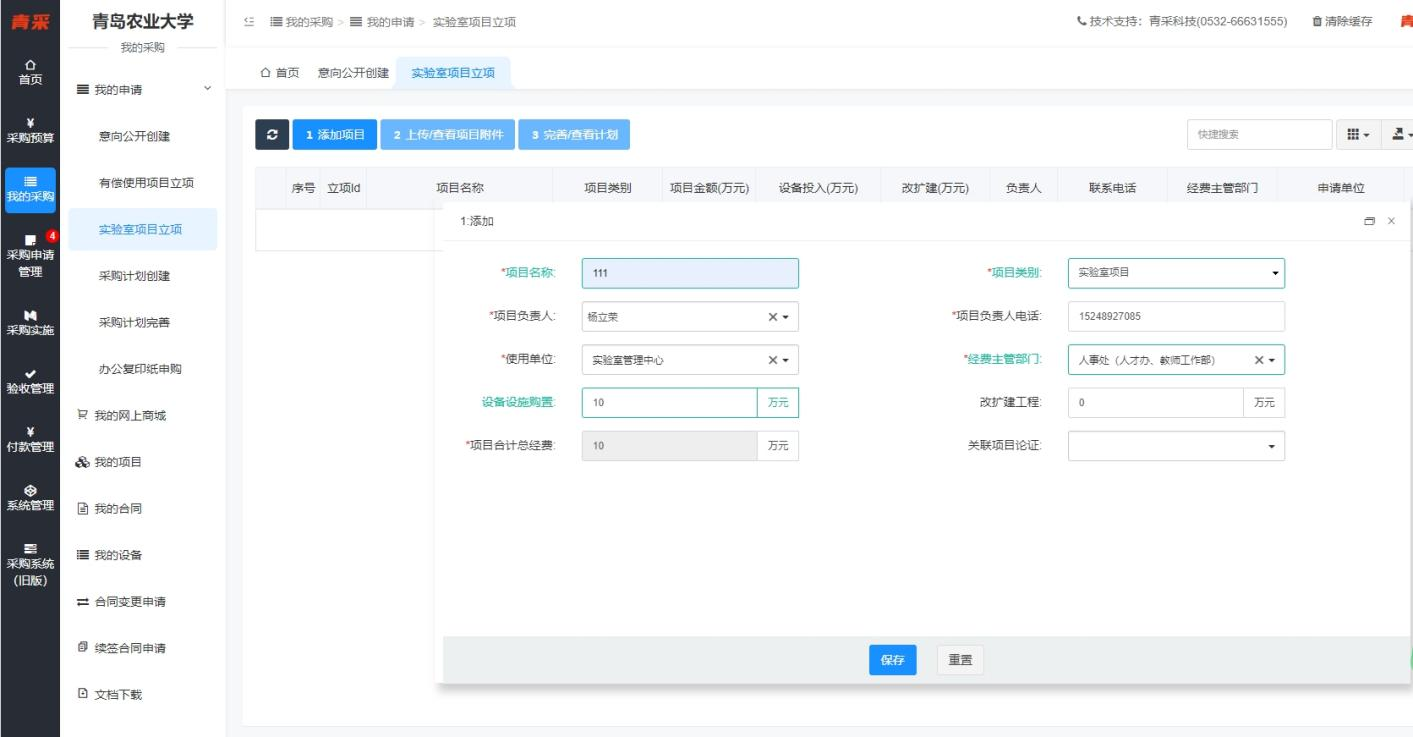 青采
青岛农业大学
我的采购
首页
采购预算
我的采购
4
采购申请
管理
采购实施
验收管理
付款管理
系统管理
采购系统
(旧版)
我的申请
意向公开创建
有偿使用项目立项
实验室项目立项
采购计划创建
采购计划完善
办公复印纸申购
我的网上商城
我的项目
我的合同
我的设备
合同变更申请
续签合同申请
文档下载
我的采购 > 我的申请 > 实验室项目立项
技术支持：青采科技(0532-66631555) 清除缓存
首页 意向公开创建 实验室项目立项
1 添加项目 2 上传/查看项目附件 3 完善/查看计划 快捷搜索
序号 立项Id 项目名称 项目类别 项目金额(万元) 设备投入(万元) 改扩建(万元) 负责人 联系电话 经费主管部门 申请单位
1:添加
*项目名称: 111 *项目类别: 实验室项目
*项目负责人: 杨立荣 *项目负责人电话: 15248927085
*使用单位: 实验室管理中心 *经费主管部门: 人事处（人才办、教师工作部）
设备设施购置: 10 万元 改扩建工程: 0 万元
*项目合计总经费: 10 万元 关联项目论证:
保存 重置